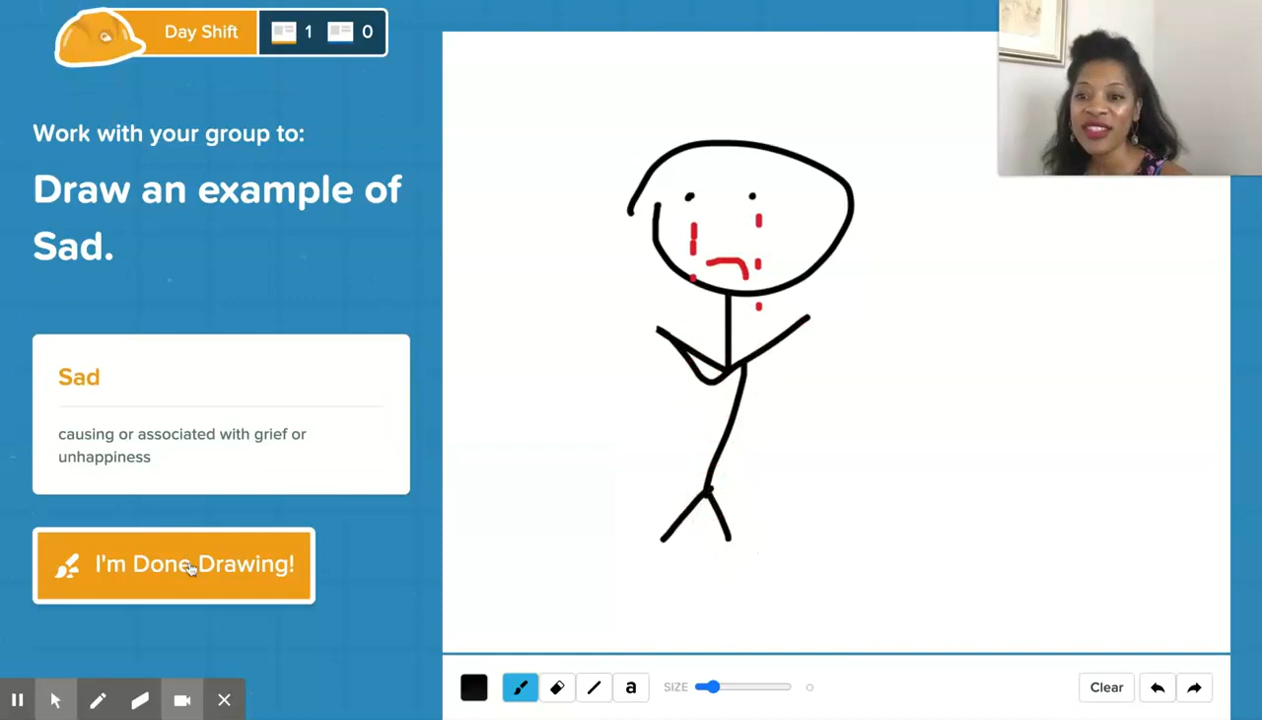 Day Shift 1 0
Work with your group to:
Draw an example of
Sad.
Sad
causing or associated with grief or
unhappiness
I'm Done Drawing!
a SIZE Clear